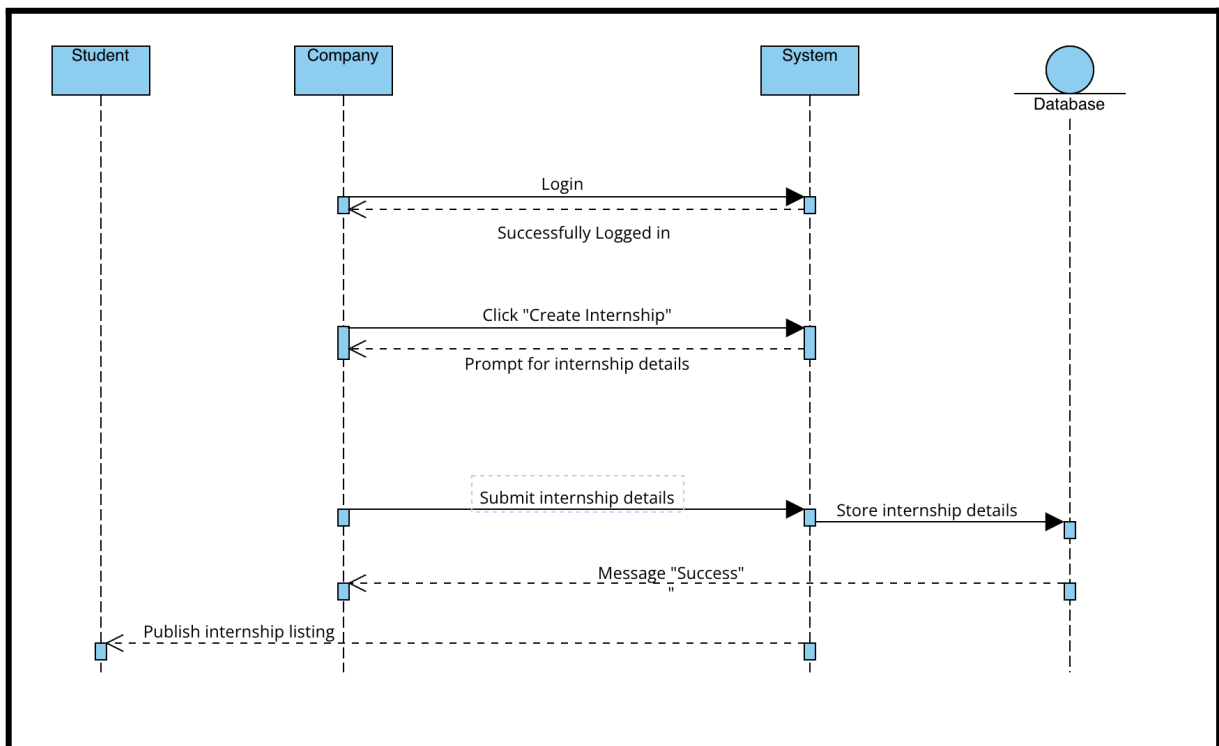 Student
Company
System
Database
Login
Successfully Logged in
Click "Create Internship"
Prompt for internship details
Submit internship details
Store internship details
Message "Success"
"
Publish internship listing